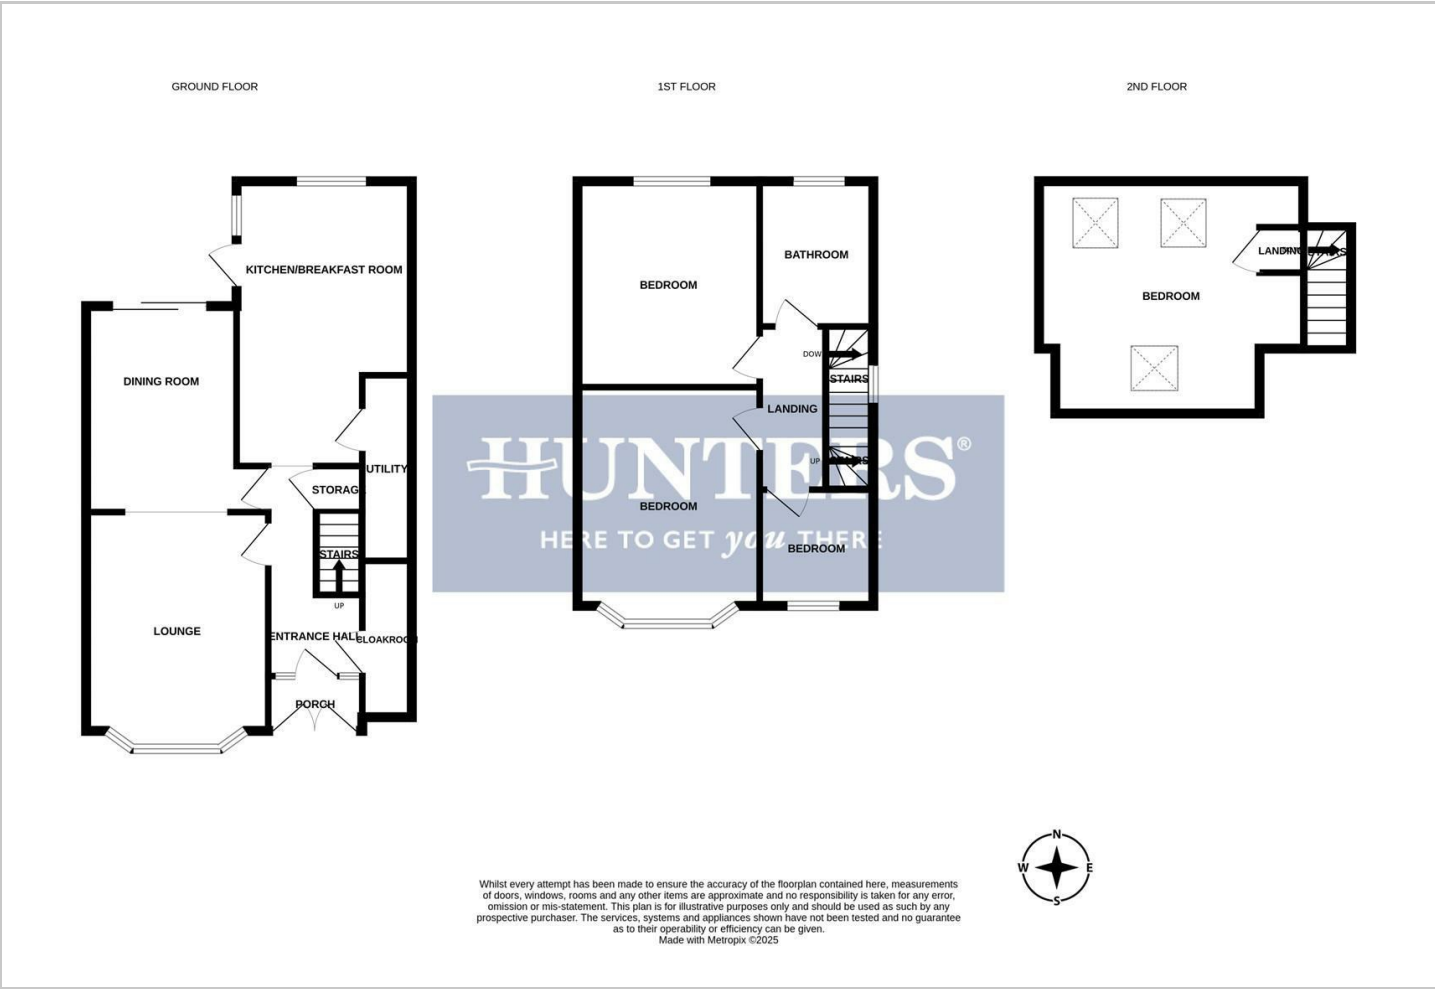 GROUND FLOOR
1ST FLOOR
2ND FLOOR
KITCHEN/BREAKFAST ROOM
DINING ROOM
UTILITY
STORAGE
STAIRS
UP
LOUNGE
ENTRANCE HALL
CLOAKROOM
PORCH
BEDROOM
BATHROOM
DOWN
STAIRS
LANDING
UP
STAIRS
BEDROOM
BEDROOM
LANDING
DOWN
STAIRS
BEDROOM
HUNTERS®
HERE TO GET you THERE
N
W
E
S
Whilst every attempt has been made to ensure the accuracy of the floorplan contained here, measurements
of doors, windows, rooms and any other items are approximate and no responsibility is taken for any error,
omission or mis-statement. This plan is for illustrative purposes only and should be used as such by any
prospective purchaser. The services, systems and appliances shown have not been tested and no guarantee
as to their operability or efficiency can be given.
Made with Metropix ©2025